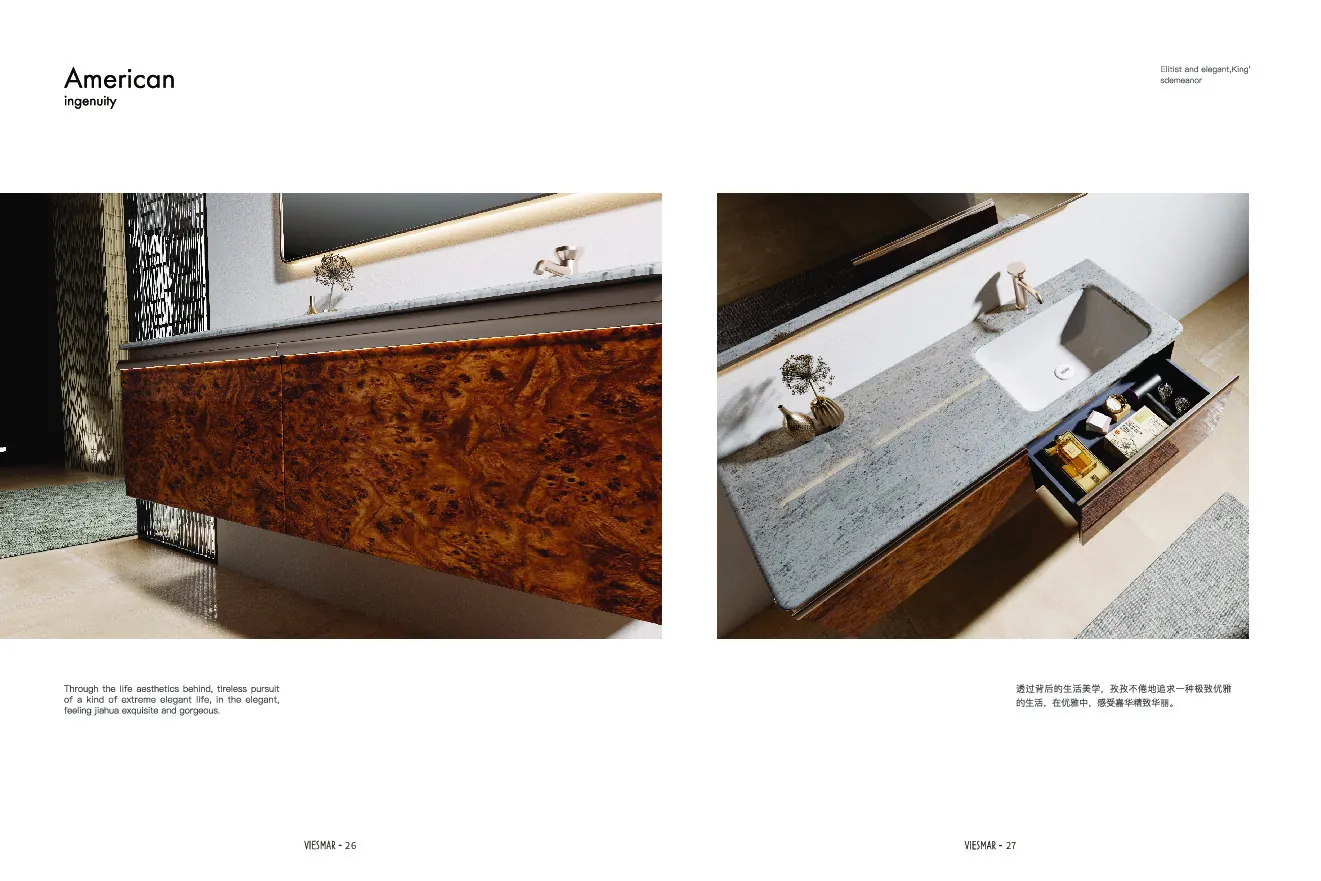 American
ingenuity
Elitist and elegant,King'
sdemeanor
Through the life aesthetics behind, tireless pursuit
of a kind of extreme elegant life, in the elegant,
feeling jiahua exquisite and gorgeous.
透过背后的生活美学，孜孜不倦地追求一种极致优雅
的生活，在优雅中，感受嘉华精致华丽。
VIESMAR - 26
VIESMAR - 27